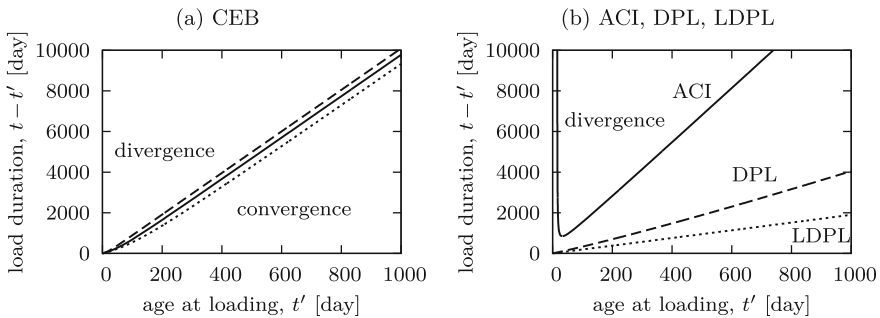 (a) CEB
load duration, t − t′ [day]
10000
8000
6000
4000
2000
0
divergence
convergence
0 200 400 600 800 1000
age at loading, t′ [day]
(b) ACI, DPL, LDPL
load duration, t − t′ [day]
10000
8000
6000
4000
2000
0
ACI
divergence
DPL
LDPL
0 200 400 600 800 1000
age at loading, t′ [day]